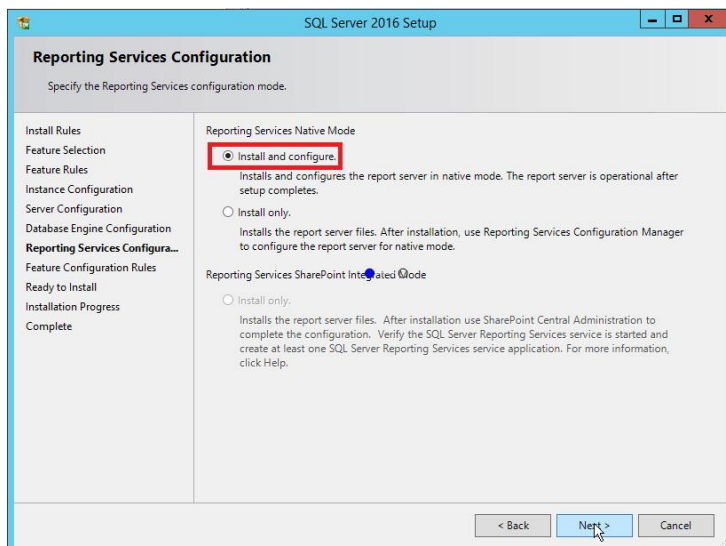 SQL Server 2016 Setup
Reporting Services Configuration
Specify the Reporting Services configuration mode.
Install Rules
Feature Selection
Feature Rules
Instance Configuration
Server Configuration
Database Engine Configuration
Reporting Services Configura...
Feature Configuration Rules
Ready to Install
Installation Progress
Complete
Reporting Services Native Mode
Install and configure.
Installs and configures the report server in native mode. The report server is operational after
setup completes.
Install only.
Installs the report server files. After installation, use Reporting Services Configuration Manager
to configure the report server for native mode.
Reporting Services SharePoint Integrated Mode
Install only.
Installs the report server files. After installation use SharePoint Central Administration to
complete the configuration. Verify the SQL Server Reporting Services service is started and
create at least one SQL Server Reporting Services service application. For more information,
click Help.
< Back
Next >
Cancel